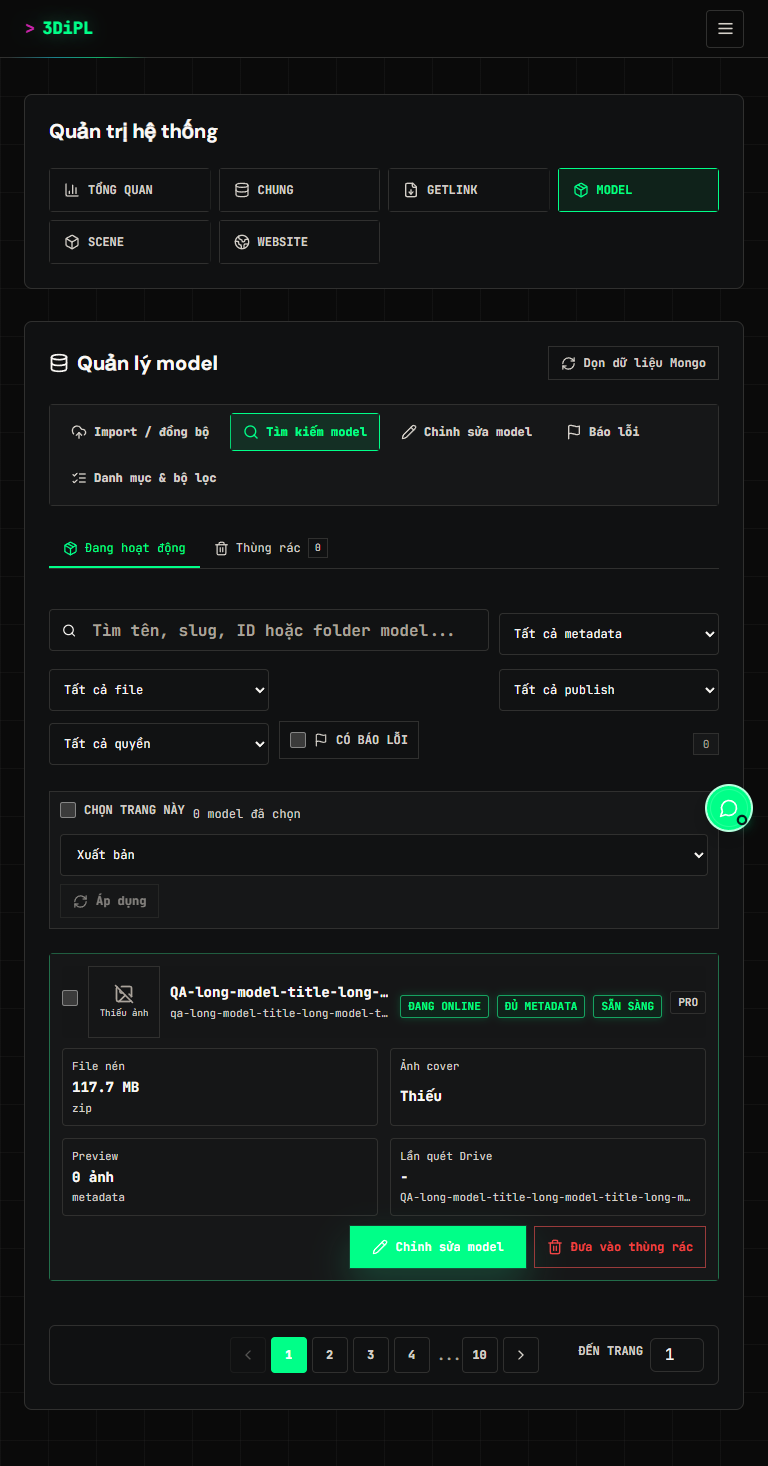 > 3DiPL
Quản trị hệ thống
TỔNG QUAN
CHUNG
GETLINK
MODEL
SCENE
WEBSITE
Quản lý model
Dọn dữ liệu Mongo
Import / đồng bộ
Tìm kiếm model
Chỉnh sửa model
Báo lỗi
Danh mục & bộ lọc
Đang hoạt động
Thùng rác 0
Tìm tên, slug, ID hoặc folder model...
Tất cả metadata
Tất cả file
Tất cả publish
Tất cả quyền
CÓ BÁO LỖI
0
CHỌN TRANG NÀY
0 model đã chọn
Xuất bản
Áp dụng
Thiếu ảnh
QA-long-model-title-long-…
qa-long-model-title-long-model-t…
ĐANG ONLINE
ĐỦ METADATA
SẴN SÀNG
PRO
File nén
117.7 MB
zip
Ảnh cover
Thiếu
Preview
0 ảnh
metadata
Lần quét Drive
-
QA-long-model-title-long-model-title-long-m…
Chỉnh sửa model
Đưa vào thùng rác
1 2 3 4 ... 10
ĐẾN TRANG 1